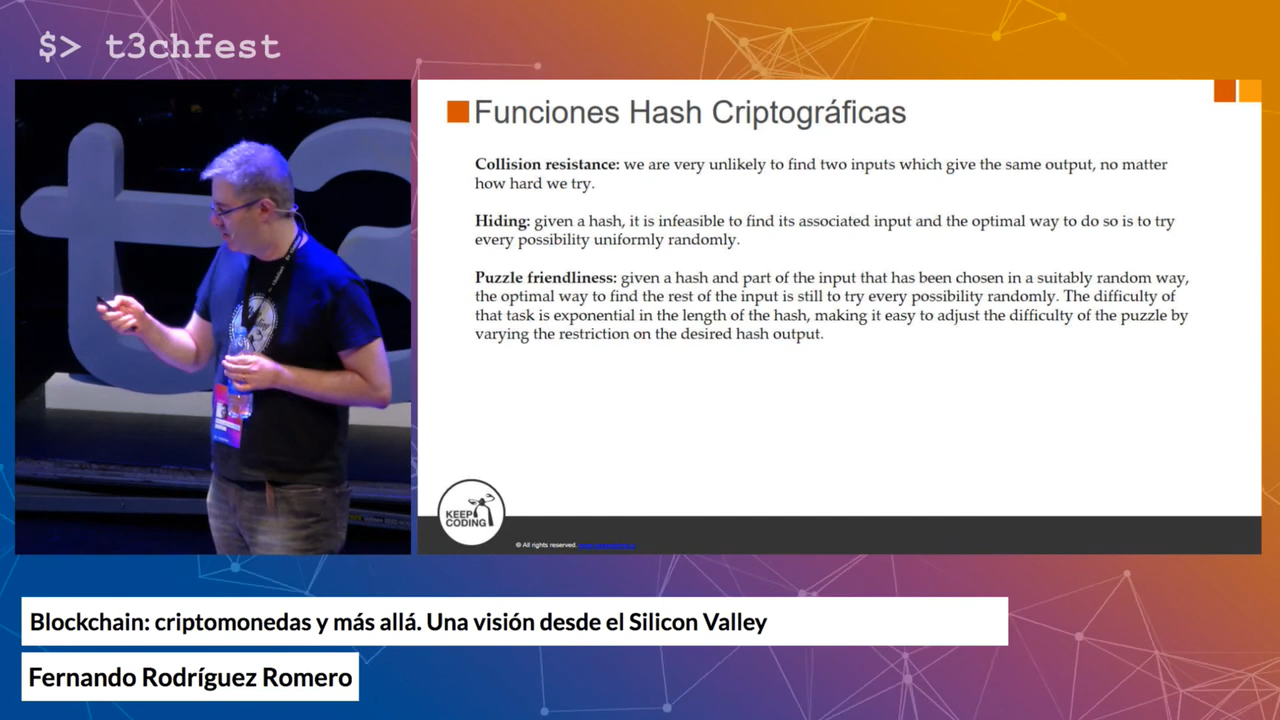 $> t3chfest
Funciones Hash Criptográficas
Collision resistance: we are very unlikely to find two inputs which give the same output, no matter
how hard we try.
Hiding: given a hash, it is infeasible to find its associated input and the optimal way to do so is to try
every possibility uniformly randomly.
Puzzle friendliness: given a hash and part of the input that has been chosen in a suitably random way,
the optimal way to find the rest of the input is still to try every possibility randomly. The difficulty of
that task is exponential in the length of the hash, making it easy to adjust the difficulty of the puzzle by
varying the restriction on the desired hash output.
KEEP
CODING
© All rights reserved.
Blockchain: criptomonedas y más allá. Una visión desde el Silicon Valley
Fernando Rodríguez Romero